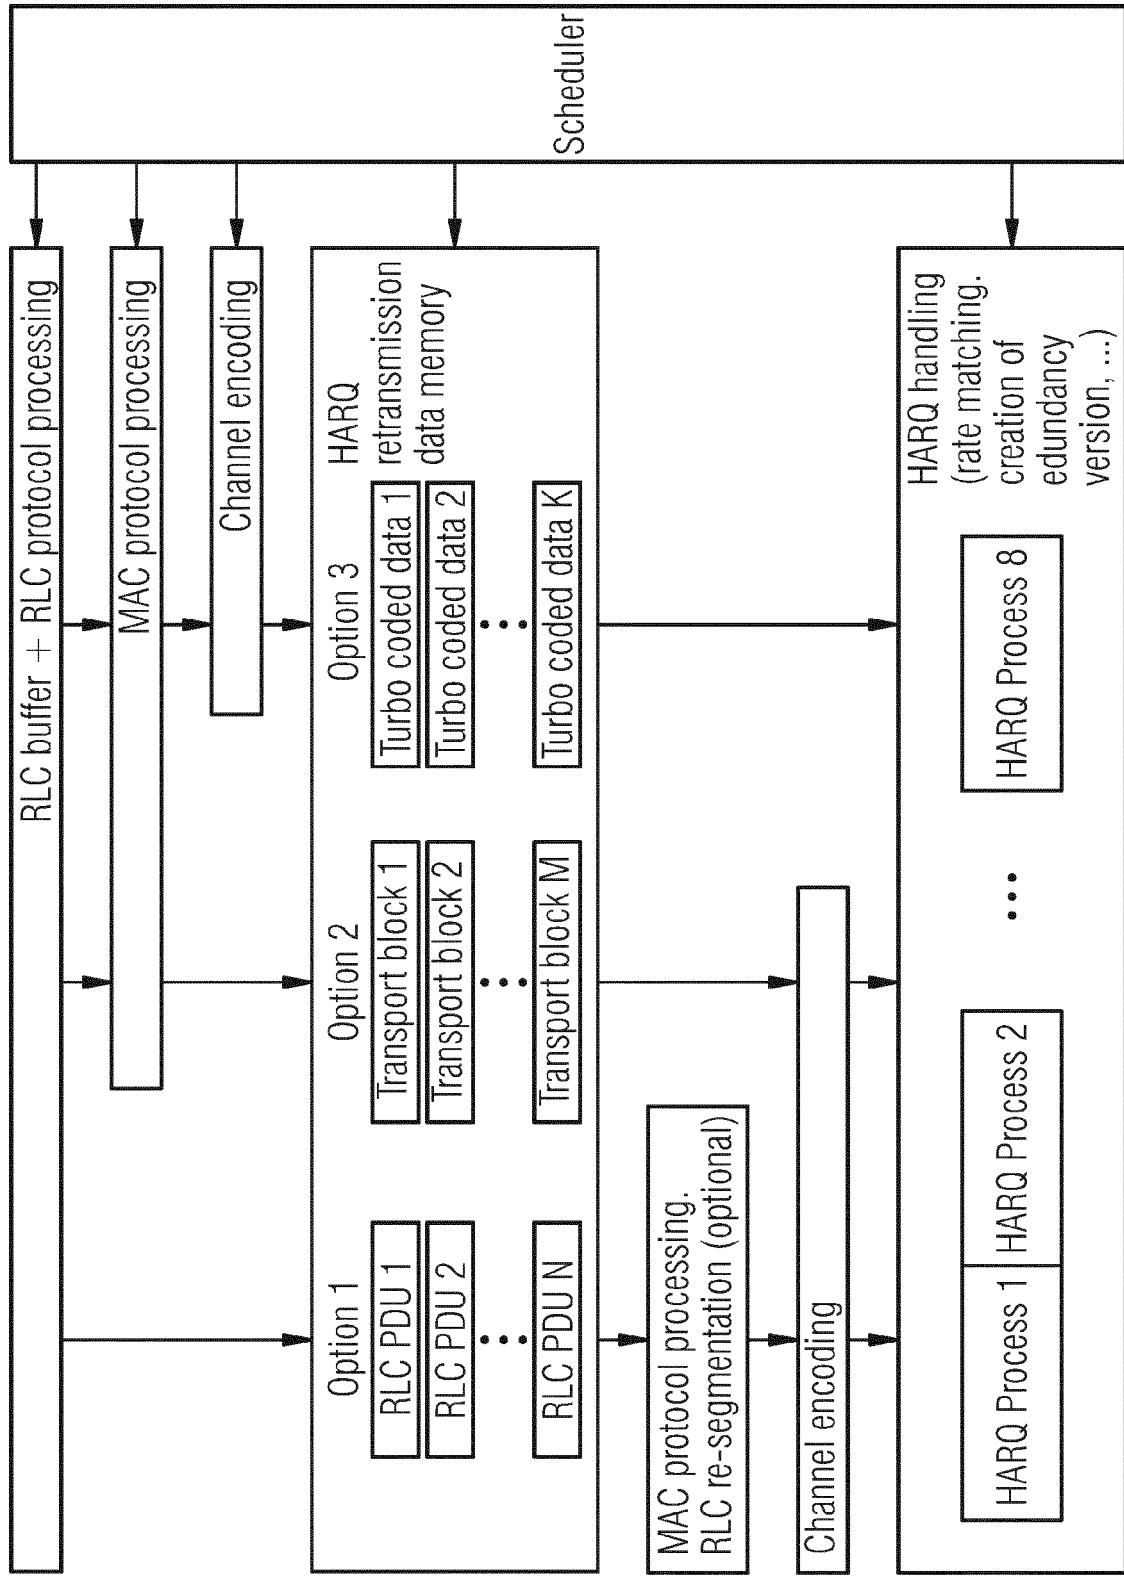 RLC buffer + RLC protocol processing
MAC protocol processing
Channel encoding
Option 1
RLC PDU 1
RLC PDU 2
•••
RLC PDU N
Option 2
Transport block 1
Transport block 2
•••
Transport block M
Option 3
Turbo coded data 1
Turbo coded data 2
•••
Turbo coded data K
HARQ
retransmission
data memory
MAC protocol processing.
RLC re-segmentation (optional)
Channel encoding
HARQ Process 1
HARQ Process 2
•••
HARQ Process 8
HARQ handling
(rate matching.
creation of
edundancy
version, ...)
Scheduler